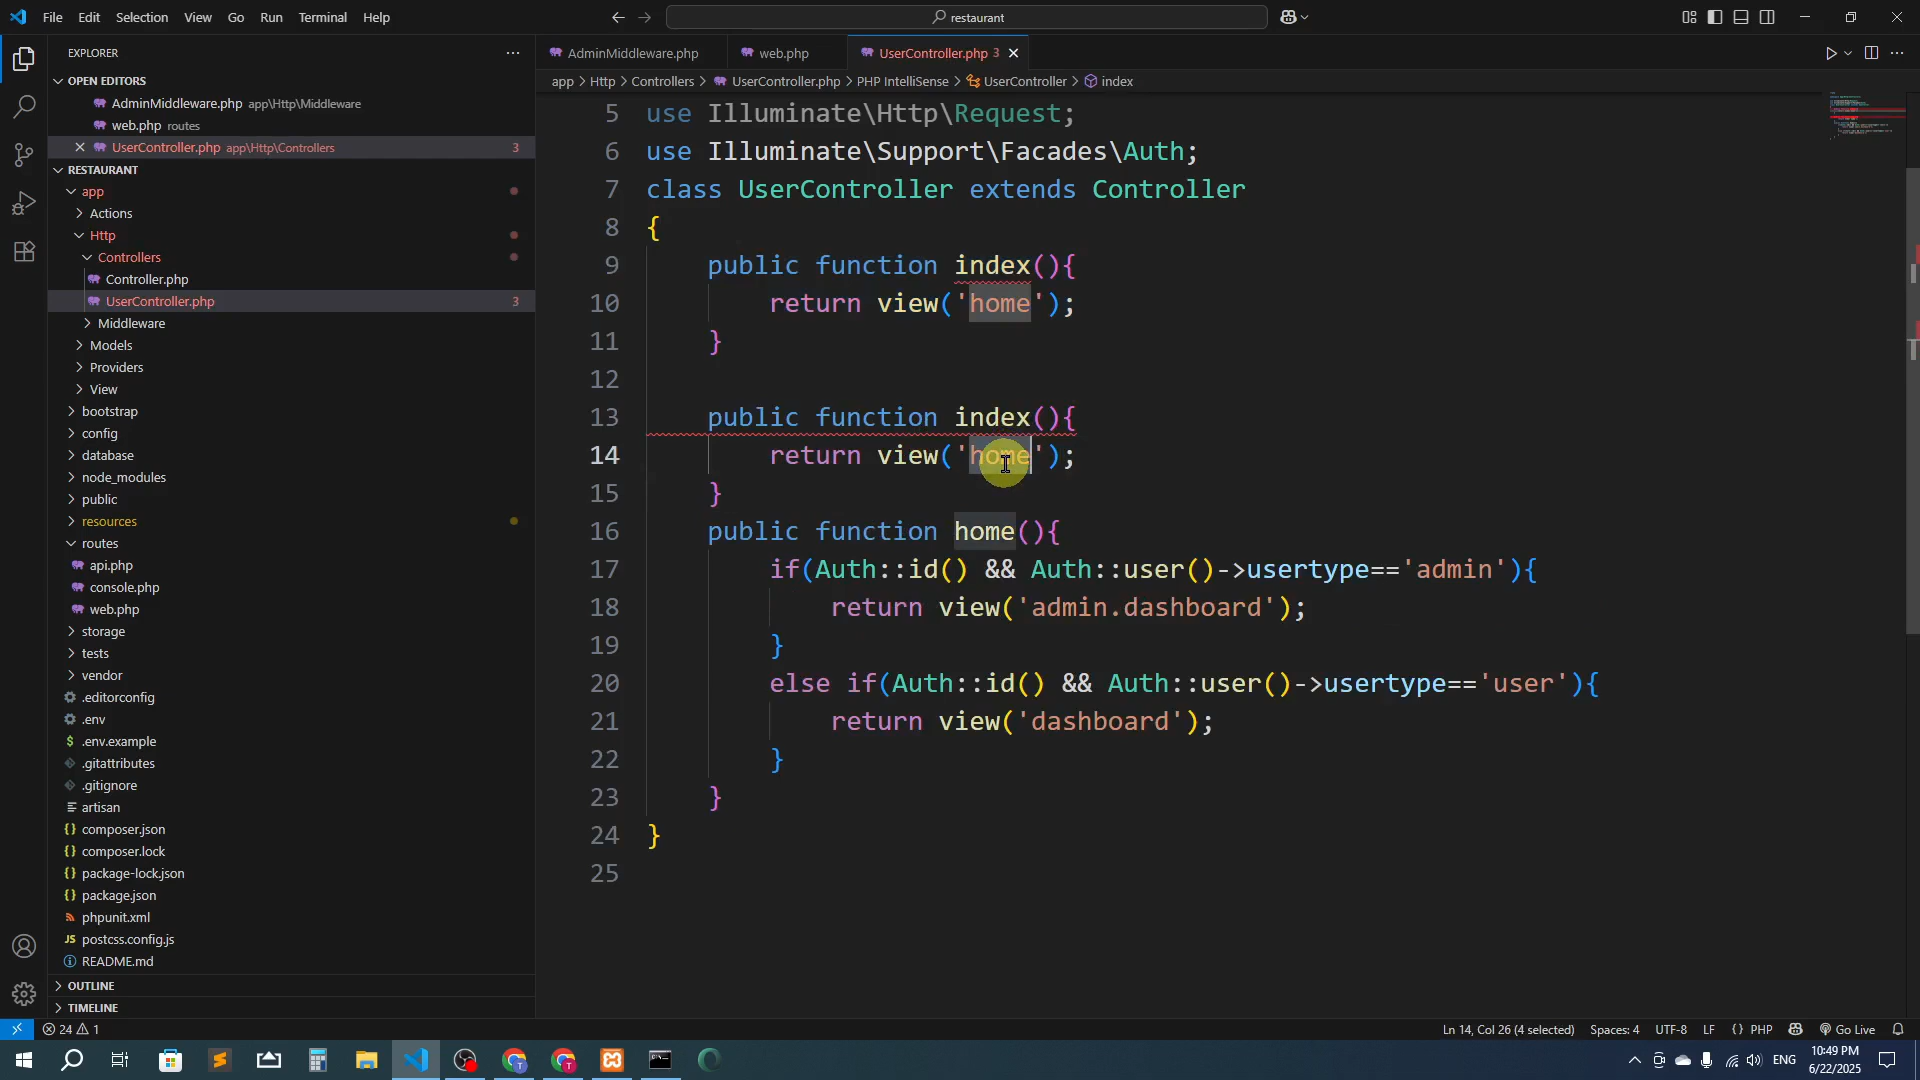 File Edit Selection View Go Run Terminal Help
restaurant
EXPLORER
OPEN EDITORS
AdminMiddleware.php app\Http\Middleware
web.php routes
UserController.php app\Http\Controllers 3
RESTAURANT
app
Actions
Http
Controllers
Controller.php
UserController.php 3
Middleware
Models
Providers
View
bootstrap
config
database
node_modules
public
resources
routes
api.php
console.php
web.php
storage
tests
vendor
.editorconfig
.env
.env.example
.gitattributes
.gitignore
artisan
composer.json
composer.lock
package-lock.json
package.json
phpunit.xml
postcss.config.js
README.md
OUTLINE
TIMELINE
AdminMiddleware.php web.php UserController.php 3
app > Http > Controllers > UserController.php > PHP IntelliSense > UserController > index
5 use Illuminate\Http\Request;
6 use Illuminate\Support\Facades\Auth;
7 class UserController extends Controller
8 {
9 public function index(){
10 return view('home');
11 }
12
13 public function index(){
14 return view('home');
15 }
16 public function home(){
17 if(Auth::id() && Auth::user()->usertype=='admin'){
18 return view('admin.dashboard');
19 }
20 else if(Auth::id() && Auth::user()->usertype=='user'){
21 return view('dashboard');
22 }
23 }
24 }
25
24 1 Ln 14, Col 26 (4 selected) Spaces: 4 UTF-8 LF {} PHP Go Live
ENG 10:49 PM
6/22/2025